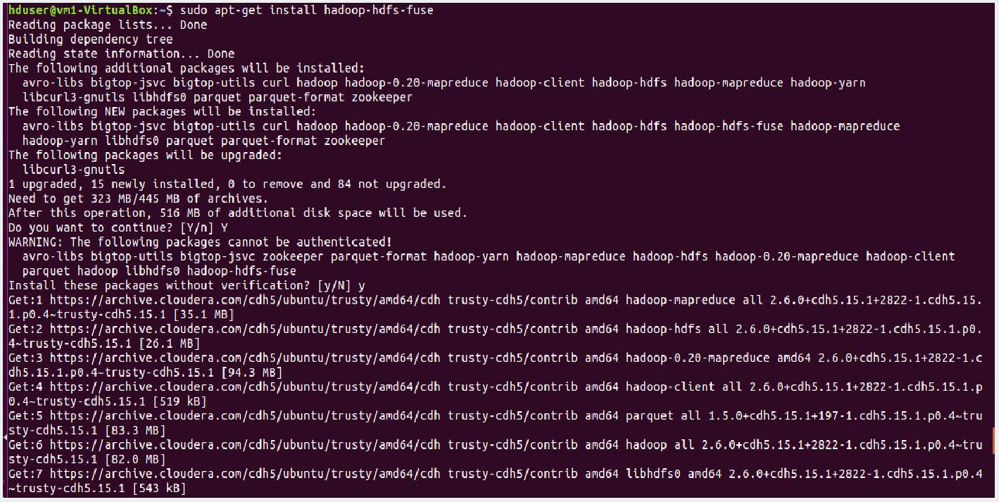 hduser@vm1-VirtualBox:~$ sudo apt-get install hadoop-hdfs-fuse
Reading package lists... Done
Building dependency tree
Reading state information... Done
The following additional packages will be installed:
  avro-libs bigtop-jsvc bigtop-utils curl hadoop hadoop-0.20-mapreduce hadoop-client hadoop-hdfs hadoop-mapreduce hadoop-yarn
  libcurl3-gnutls libhdfs0 parquet parquet-format zookeeper
The following NEW packages will be installed:
  avro-libs bigtop-jsvc bigtop-utils curl hadoop hadoop-0.20-mapreduce hadoop-client hadoop-hdfs hadoop-hdfs-fuse hadoop-mapreduce
  hadoop-yarn libhdfs0 parquet parquet-format zookeeper
The following packages will be upgraded:
  libcurl3-gnutls
1 upgraded, 15 newly installed, 0 to remove and 84 not upgraded.
Need to get 323 MB/445 MB of archives.
After this operation, 516 MB of additional disk space will be used.
Do you want to continue? [Y/n] Y
WARNING: The following packages cannot be authenticated!
  avro-libs bigtop-utils bigtop-jsvc zookeeper parquet-format hadoop-yarn hadoop-mapreduce hadoop-hdfs hadoop-0.20-mapreduce hadoop-client
  parquet hadoop libhdfs0 hadoop-hdfs-fuse
Install these packages without verification? [y/N] y
Get:1 https://archive.cloudera.com/cdh5/ubuntu/trusty/amd64/cdh trusty-cdh5/contrib amd64 hadoop-mapreduce all 2.6.0+cdh5.15.1+2822-1.cdh5.15.
1.p0.4~trusty-cdh5.15.1 [35.1 MB]
Get:2 https://archive.cloudera.com/cdh5/ubuntu/trusty/amd64/cdh trusty-cdh5/contrib amd64 hadoop-hdfs all 2.6.0+cdh5.15.1+2822-1.cdh5.15.1.p0.
4~trusty-cdh5.15.1 [26.1 MB]
Get:3 https://archive.cloudera.com/cdh5/ubuntu/trusty/amd64/cdh trusty-cdh5/contrib amd64 hadoop-0.20-mapreduce amd64 2.6.0+cdh5.15.1+2822-1.c
dh5.15.1.p0.4~trusty-cdh5.15.1 [94.3 MB]
Get:4 https://archive.cloudera.com/cdh5/ubuntu/trusty/amd64/cdh trusty-cdh5/contrib amd64 hadoop-client all 2.6.0+cdh5.15.1+2822-1.cdh5.15.1.p
0.4~trusty-cdh5.15.1 [519 kB]
Get:5 https://archive.cloudera.com/cdh5/ubuntu/trusty/amd64/cdh trusty-cdh5/contrib amd64 parquet all 1.5.0+cdh5.15.1+197-1.cdh5.15.1.p0.4~tru
sty-cdh5.15.1 [83.3 MB]
Get:6 https://archive.cloudera.com/cdh5/ubuntu/trusty/amd64/cdh trusty-cdh5/contrib amd64 hadoop all 2.6.0+cdh5.15.1+2822-1.cdh5.15.1.p0.4~tru
sty-cdh5.15.1 [82.0 MB]
Get:7 https://archive.cloudera.com/cdh5/ubuntu/trusty/amd64/cdh trusty-cdh5/contrib amd64 libhdfs0 amd64 2.6.0+cdh5.15.1+2822-1.cdh5.15.1.p0.4
~trusty-cdh5.15.1 [543 kB]